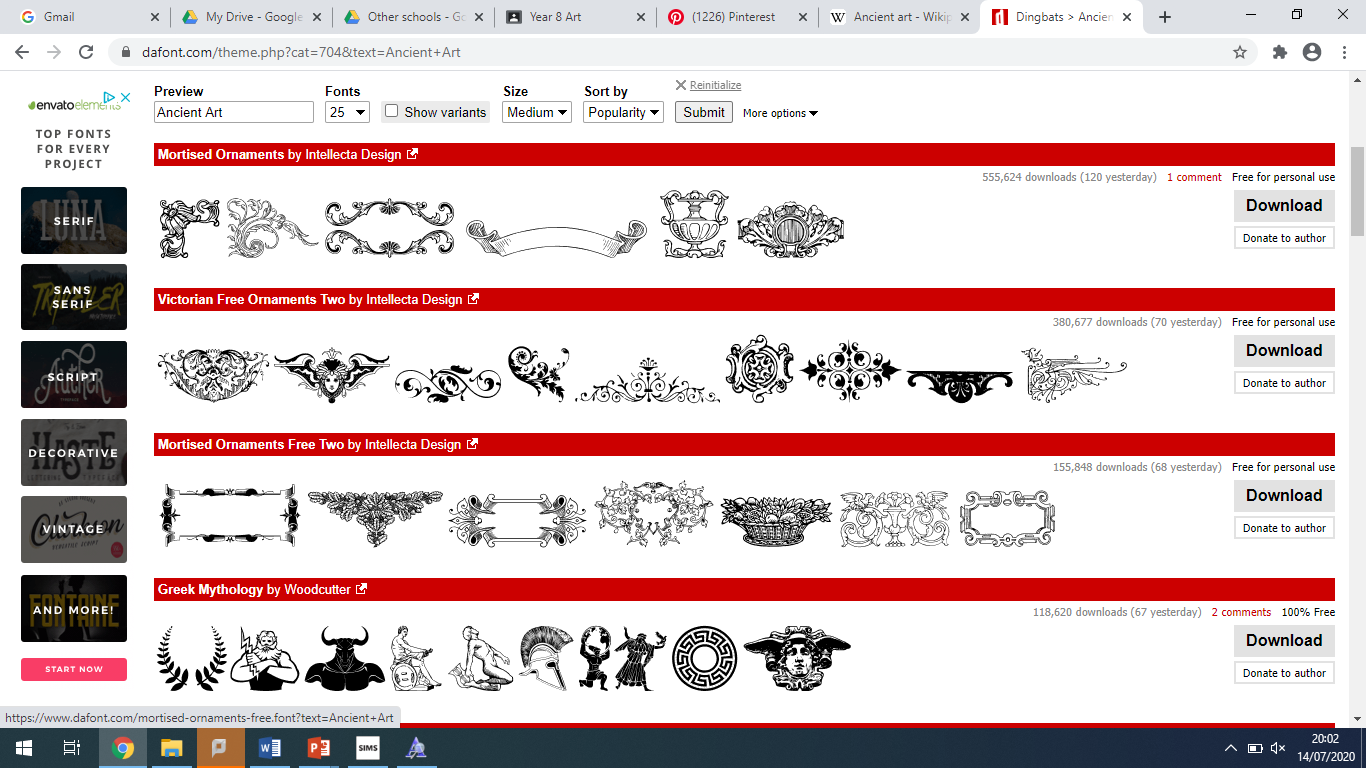 Gmail
My Drive - Google
Other schools - Go
Year 8 Art
(1226) Pinterest
Ancient art - Wikip
Dingbats > Ancien
dafont.com/theme.php?cat=704&text=Ancient+Art
envatoelements
TOP FONTS
FOR EVERY
PROJECT
LUNA
SERIF
SANS
SERIF
SCRIPT
HASTE
DECORATIVE
VINTAGE
FONTAINE
AND MORE!
START NOW
Preview
Fonts
Size
Sort by
Reinitialize
Ancient Art
25
Show variants
Medium
Popularity
Submit
More options
Mortised Ornaments by Intellecta Design
555,624 downloads (120 yesterday) 1 comment Free for personal use
Download
Donate to author
Victorian Free Ornaments Two by Intellecta Design
380,677 downloads (70 yesterday) Free for personal use
Download
Donate to author
Mortised Ornaments Free Two by Intellecta Design
155,848 downloads (68 yesterday) Free for personal use
Download
Donate to author
Greek Mythology by Woodcutter
118,620 downloads (67 yesterday) 2 comments 100% Free
Download
Donate to author
https://www.dafont.com/mortised-ornaments-free.font?text=Ancient+Art
SIMS
20:02
14/07/2020